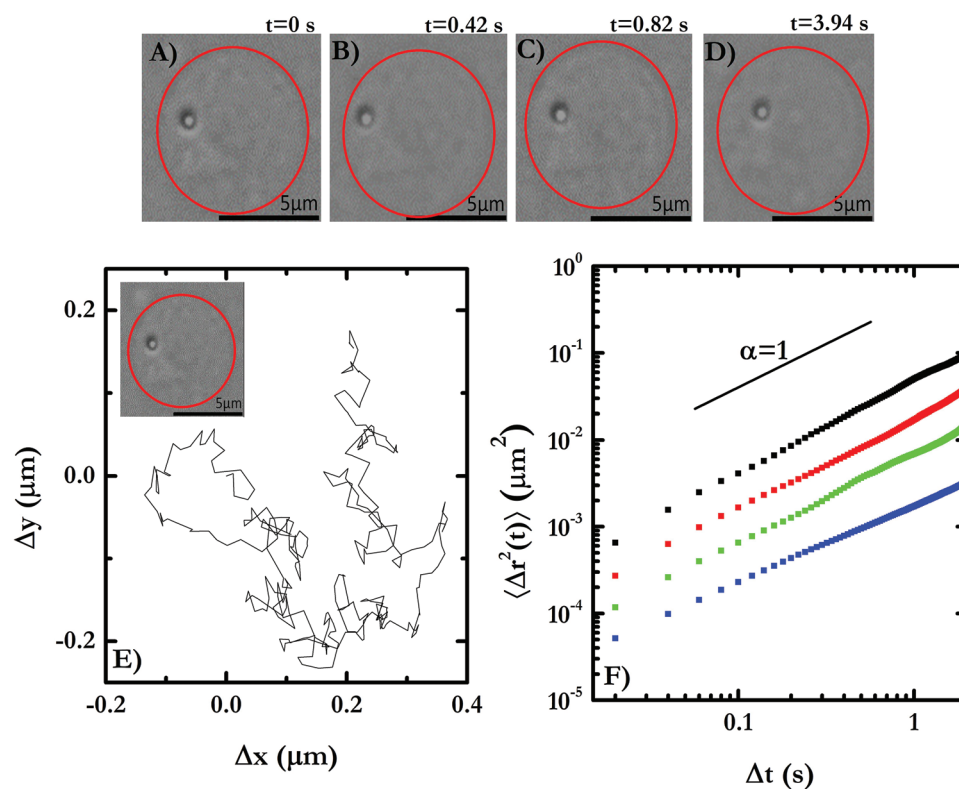 t=0 s
t=0.42 s
t=0.82 s
t=3.94 s
A)
B)
C)
D)
5μm
5μm
5μm
5μm
0.2
0.0
-0.2
Δy (μm)
5μm
E)
-0.2
0.0
0.2
0.4
Δx (μm)
10⁰
10⁻¹
10⁻²
10⁻³
10⁻⁴
10⁻⁵
⟨Δr²(t)⟩ (μm²)
α=1
F)
0.1
1
Δt (s)